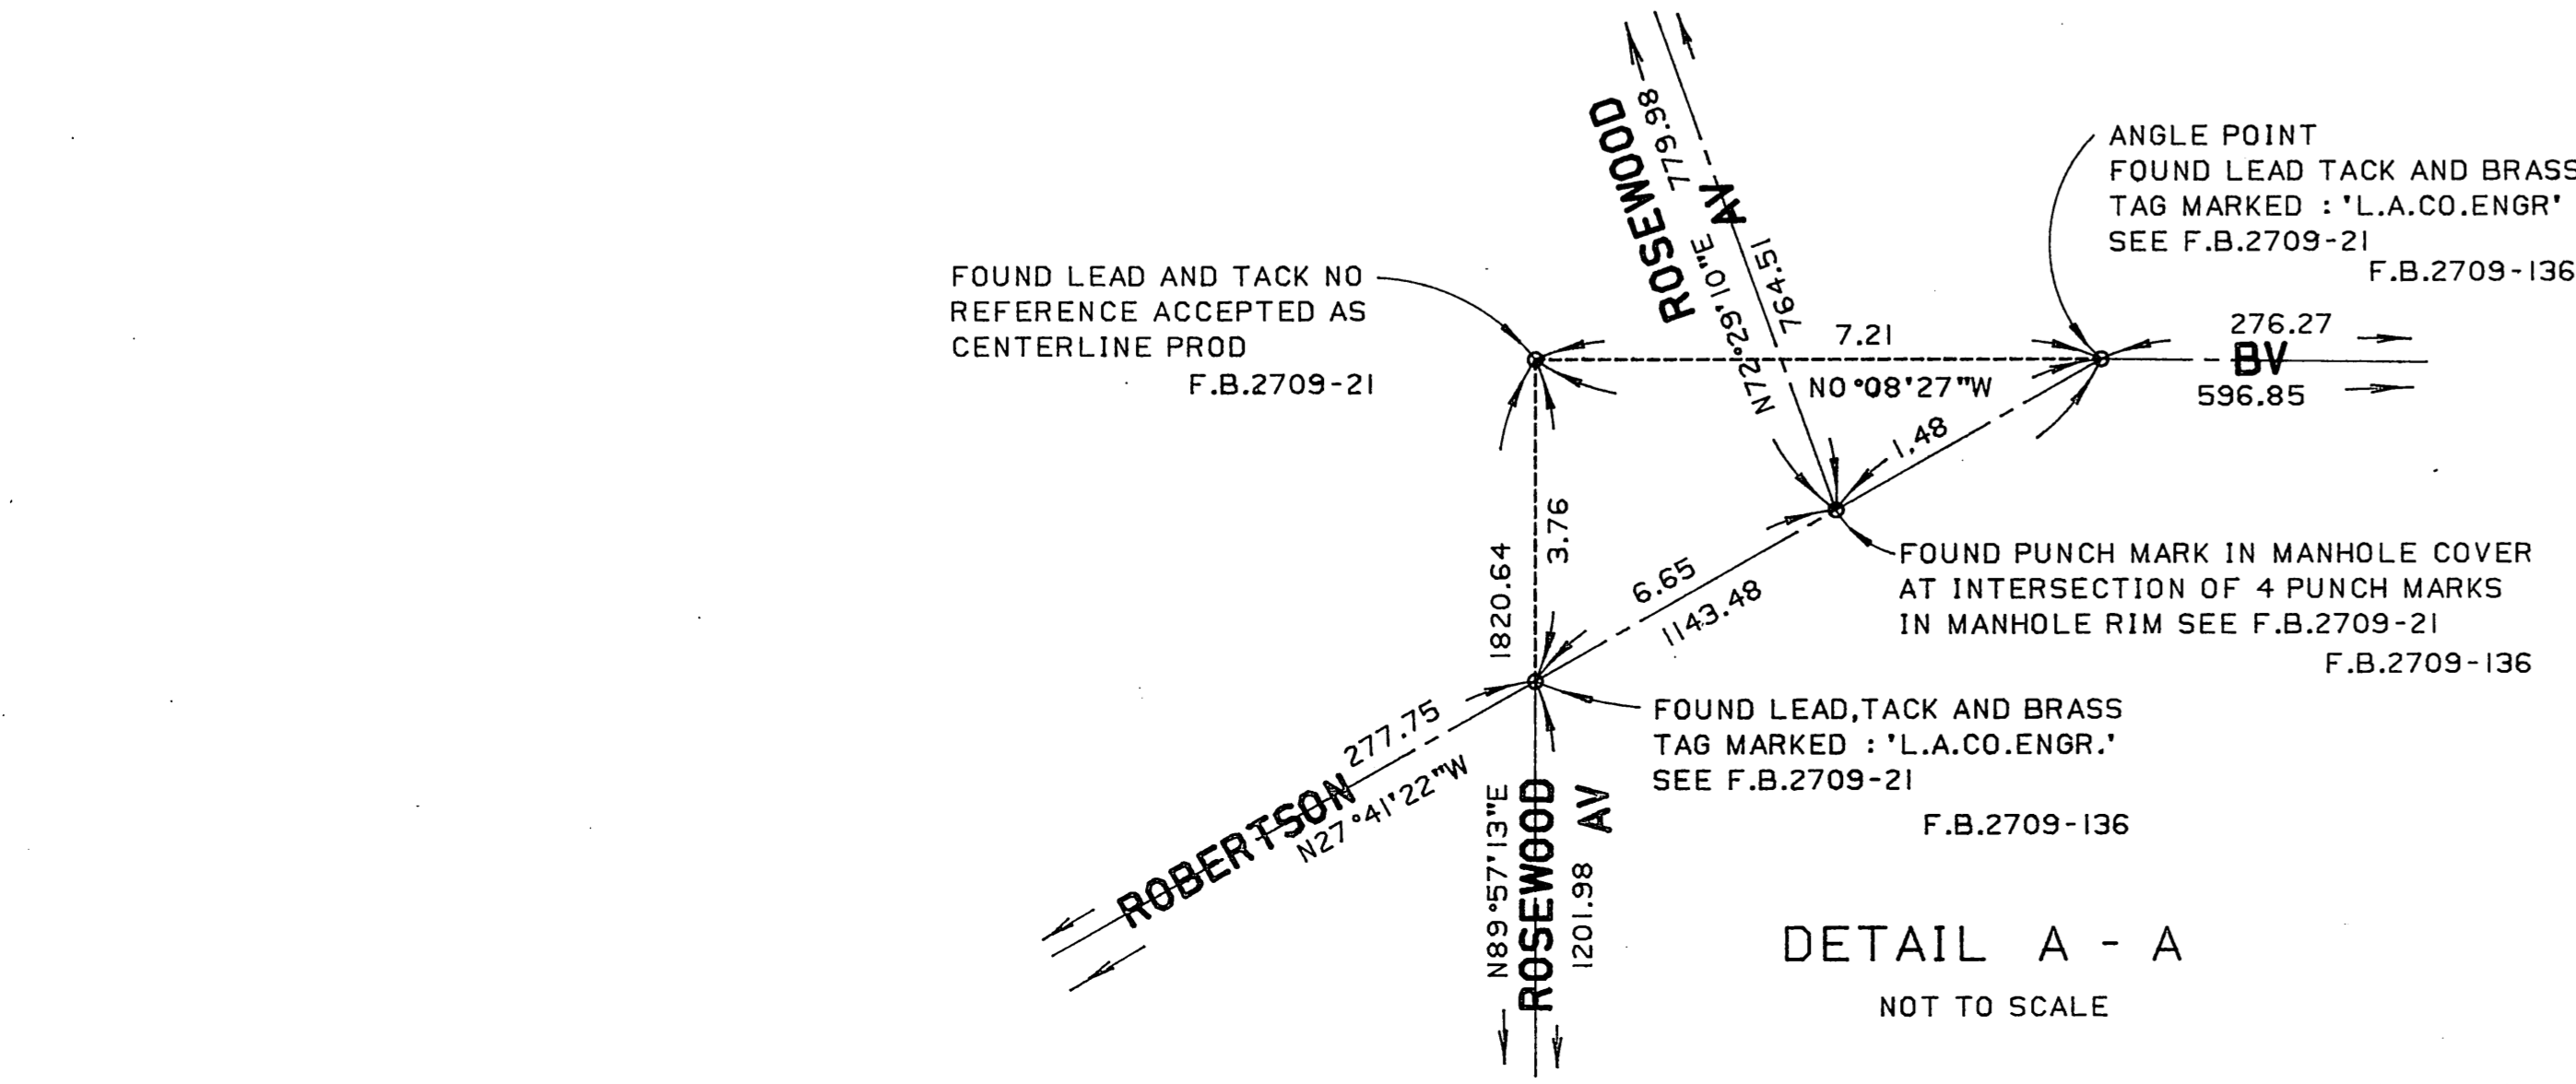 ROSEWOOD AV
779.98
N72°29'10"E
764.51
ANGLE POINT
FOUND LEAD TACK AND BRASS
TAG MARKED : 'L.A.CO.ENGR'
SEE F.B.2709-21
F.B.2709-136
FOUND LEAD AND TACK NO
REFERENCE ACCEPTED AS
CENTERLINE PROD
F.B.2709-21
7.21
N0°08'27"W
276.27
BV
596.85
1.48
3.76
1820.64
6.65
1143.48
FOUND PUNCH MARK IN MANHOLE COVER
AT INTERSECTION OF 4 PUNCH MARKS
IN MANHOLE RIM SEE F.B.2709-21
F.B.2709-136
FOUND LEAD,TACK AND BRASS
TAG MARKED : 'L.A.CO.ENGR.'
SEE F.B.2709-21
F.B.2709-136
277.75
ROBERTSON
N27°41'22"W
N89°57'13"E
ROSEWOOD AV
1201.98
DETAIL A - A
NOT TO SCALE